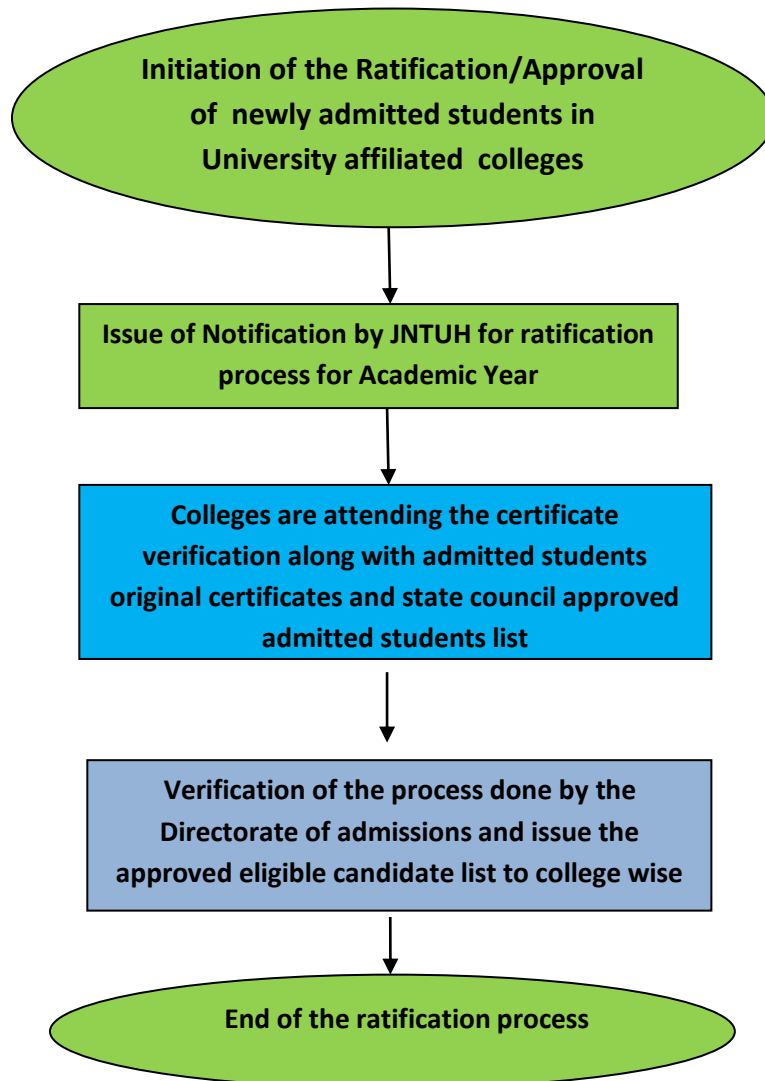 Initiation of the Ratification/Approval
of newly admitted students in
University affiliated colleges
Issue of Notification by JNTUH for ratification
process for Academic Year
Colleges are attending the certificate
verification along with admitted students
original certificates and state council approved
admitted students list
Verification of the process done by the
Directorate of admissions and issue the
approved eligible candidate list to college wise
End of the ratification process